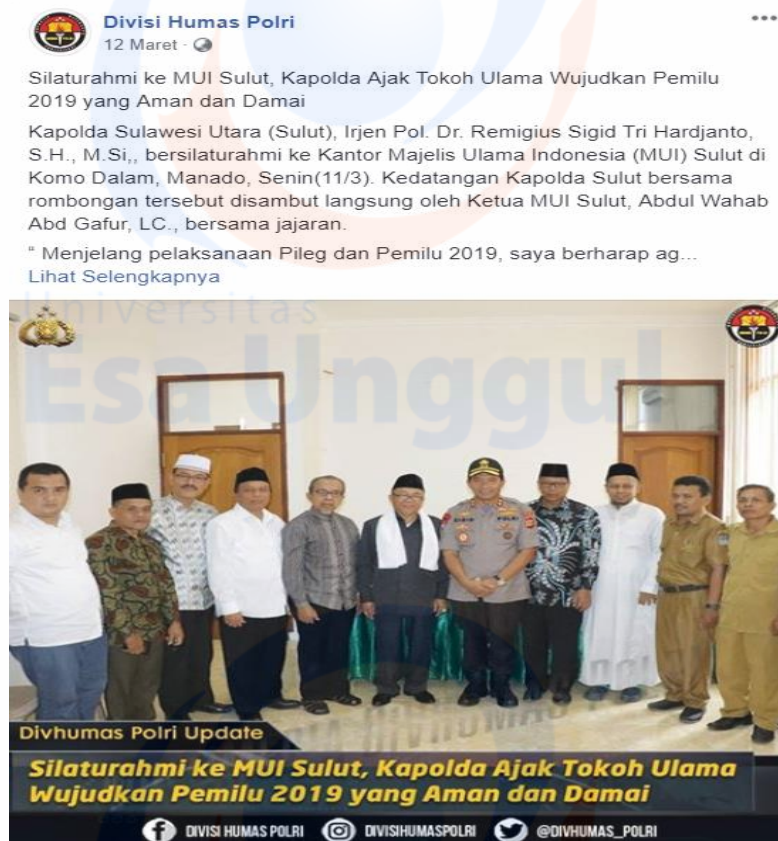 Divisi Humas Polri
12 Maret ·
Silaturahmi ke MUI Sulut, Kapolda Ajak Tokoh Ulama Wujudkan Pemilu
2019 yang Aman dan Damai
Kapolda Sulawesi Utara (Sulut), Irjen Pol. Dr. Remigius Sigid Tri Hardjanto,
S.H., M.Si,, bersilaturahmi ke Kantor Majelis Ulama Indonesia (MUI) Sulut di
Komo Dalam, Manado, Senin(11/3). Kedatangan Kapolda Sulut bersama
rombongan tersebut disambut langsung oleh Ketua MUI Sulut, Abdul Wahab
Abd Gafur, LC., bersama jajaran.
“ Menjelang pelaksanaan Pileg dan Pemilu 2019, saya berharap ag...
Lihat Selengkapnya
Universitas
Esa Unggul
POLRI
DIVHUMAS POLRI
Divhumas Polri Update
Silaturahmi ke MUI Sulut, Kapolda Ajak Tokoh Ulama
Wujudkan Pemilu 2019 yang Aman dan Damai
DIVISI HUMAS POLRI DIVISIHUMASPOLRI @DIVHUMAS_POLRI